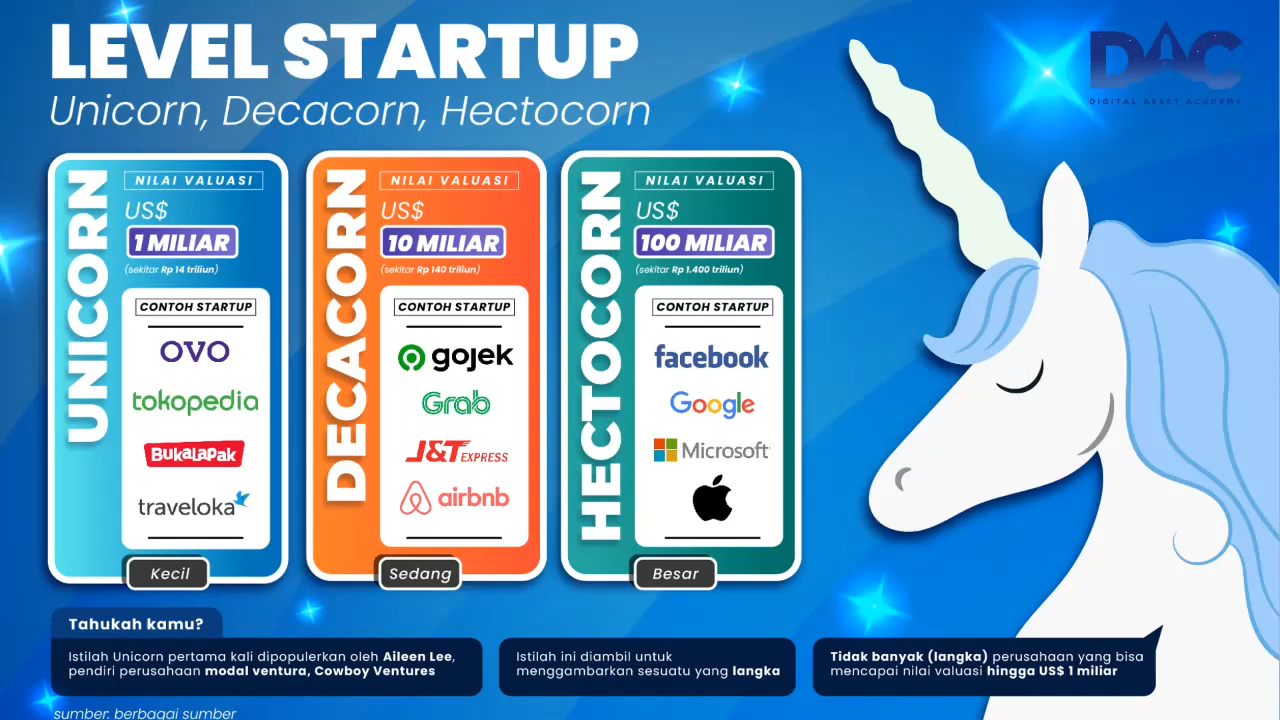 LEVEL STARTUP
Unicorn, Decacorn, Hectocorn
DAC
DIGITAL ASSET ACADEMY
UNICORN
NILAI VALUASI
US$
1 MILIAR
(sekitar Rp 14 triliun)
CONTOH STARTUP
OVO
tokopedia
BUKALAPAK
traveloka
Kecil
DECACORN
NILAI VALUASI
US$
10 MILIAR
(sekitar Rp 140 triliun)
CONTOH STARTUP
gojek
Grab
J&T EXPRESS
airbnb
Sedang
HECTOCORN
NILAI VALUASI
US$
100 MILIAR
(sekitar Rp 1.400 triliun)
CONTOH STARTUP
facebook
Google
Microsoft
Besar
Tahukah kamu?
Istilah Unicorn pertama kali dipopulerkan oleh Aileen Lee,
pendiri perusahaan modal ventura, Cowboy Ventures
Istilah ini diambil untuk
menggambarkan sesuatu yang langka
Tidak banyak (langka) perusahaan yang bisa
mencapai nilai valuasi hingga US$ 1 miliar
sumber: berbagai sumber